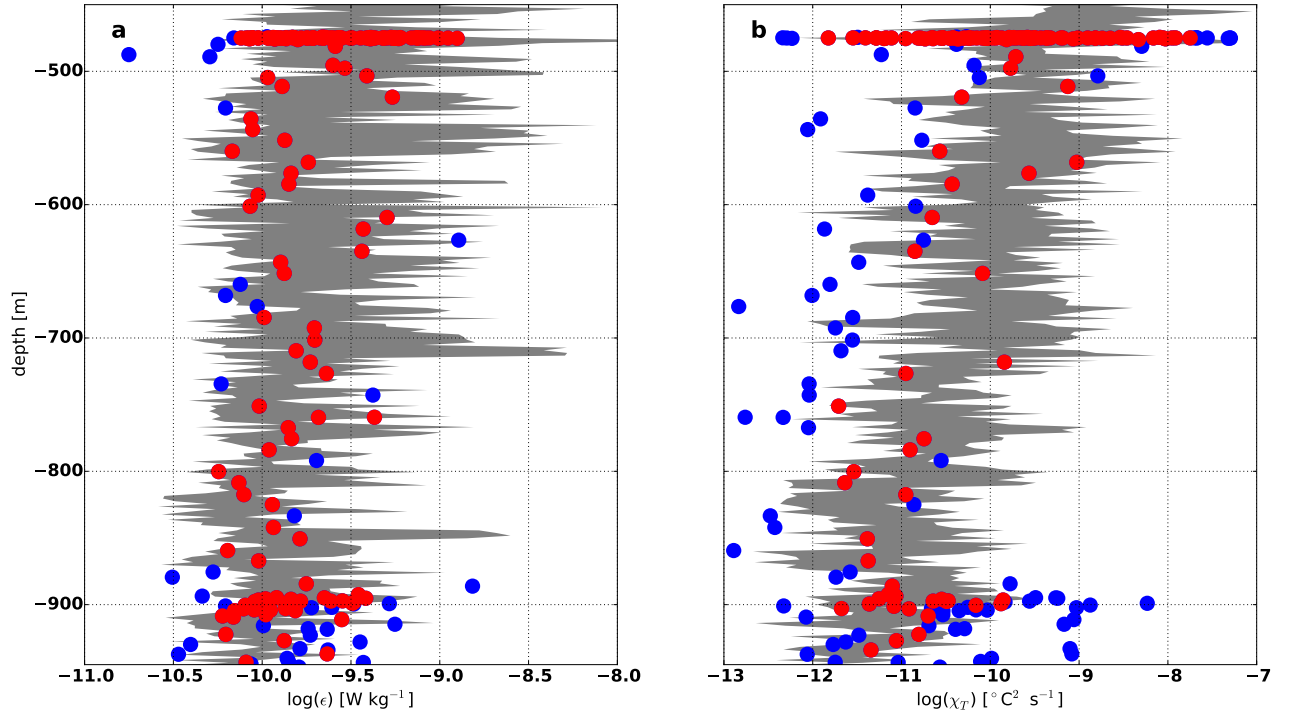 a
b
−500
−600
−700
−800
−900
depth [m]
−11.0 −10.5 −10.0 −9.5 −9.0 −8.5 −8.0
log(ϵ) [W kg⁻¹]
−13 −12 −11 −10 −9 −8 −7
log(χ_T) [°C² s⁻¹]